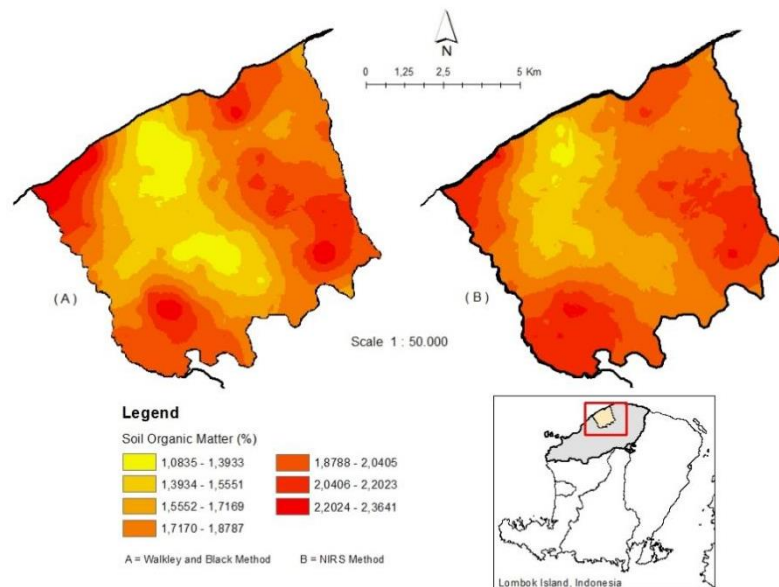 N
0 1,25 2,5 5 Km
( A )
( B )
Scale 1 : 50.000
Legend
Soil Organic Matter (%)
1,0835 - 1,3933
1,3934 - 1,5551
1,5552 - 1,7169
1,7170 - 1,8787
1,8788 - 2,0405
2,0406 - 2,2023
2,2024 - 2,3641
A = Walkley and Black Method B = NIRS Method
Lombok Island, Indonesia